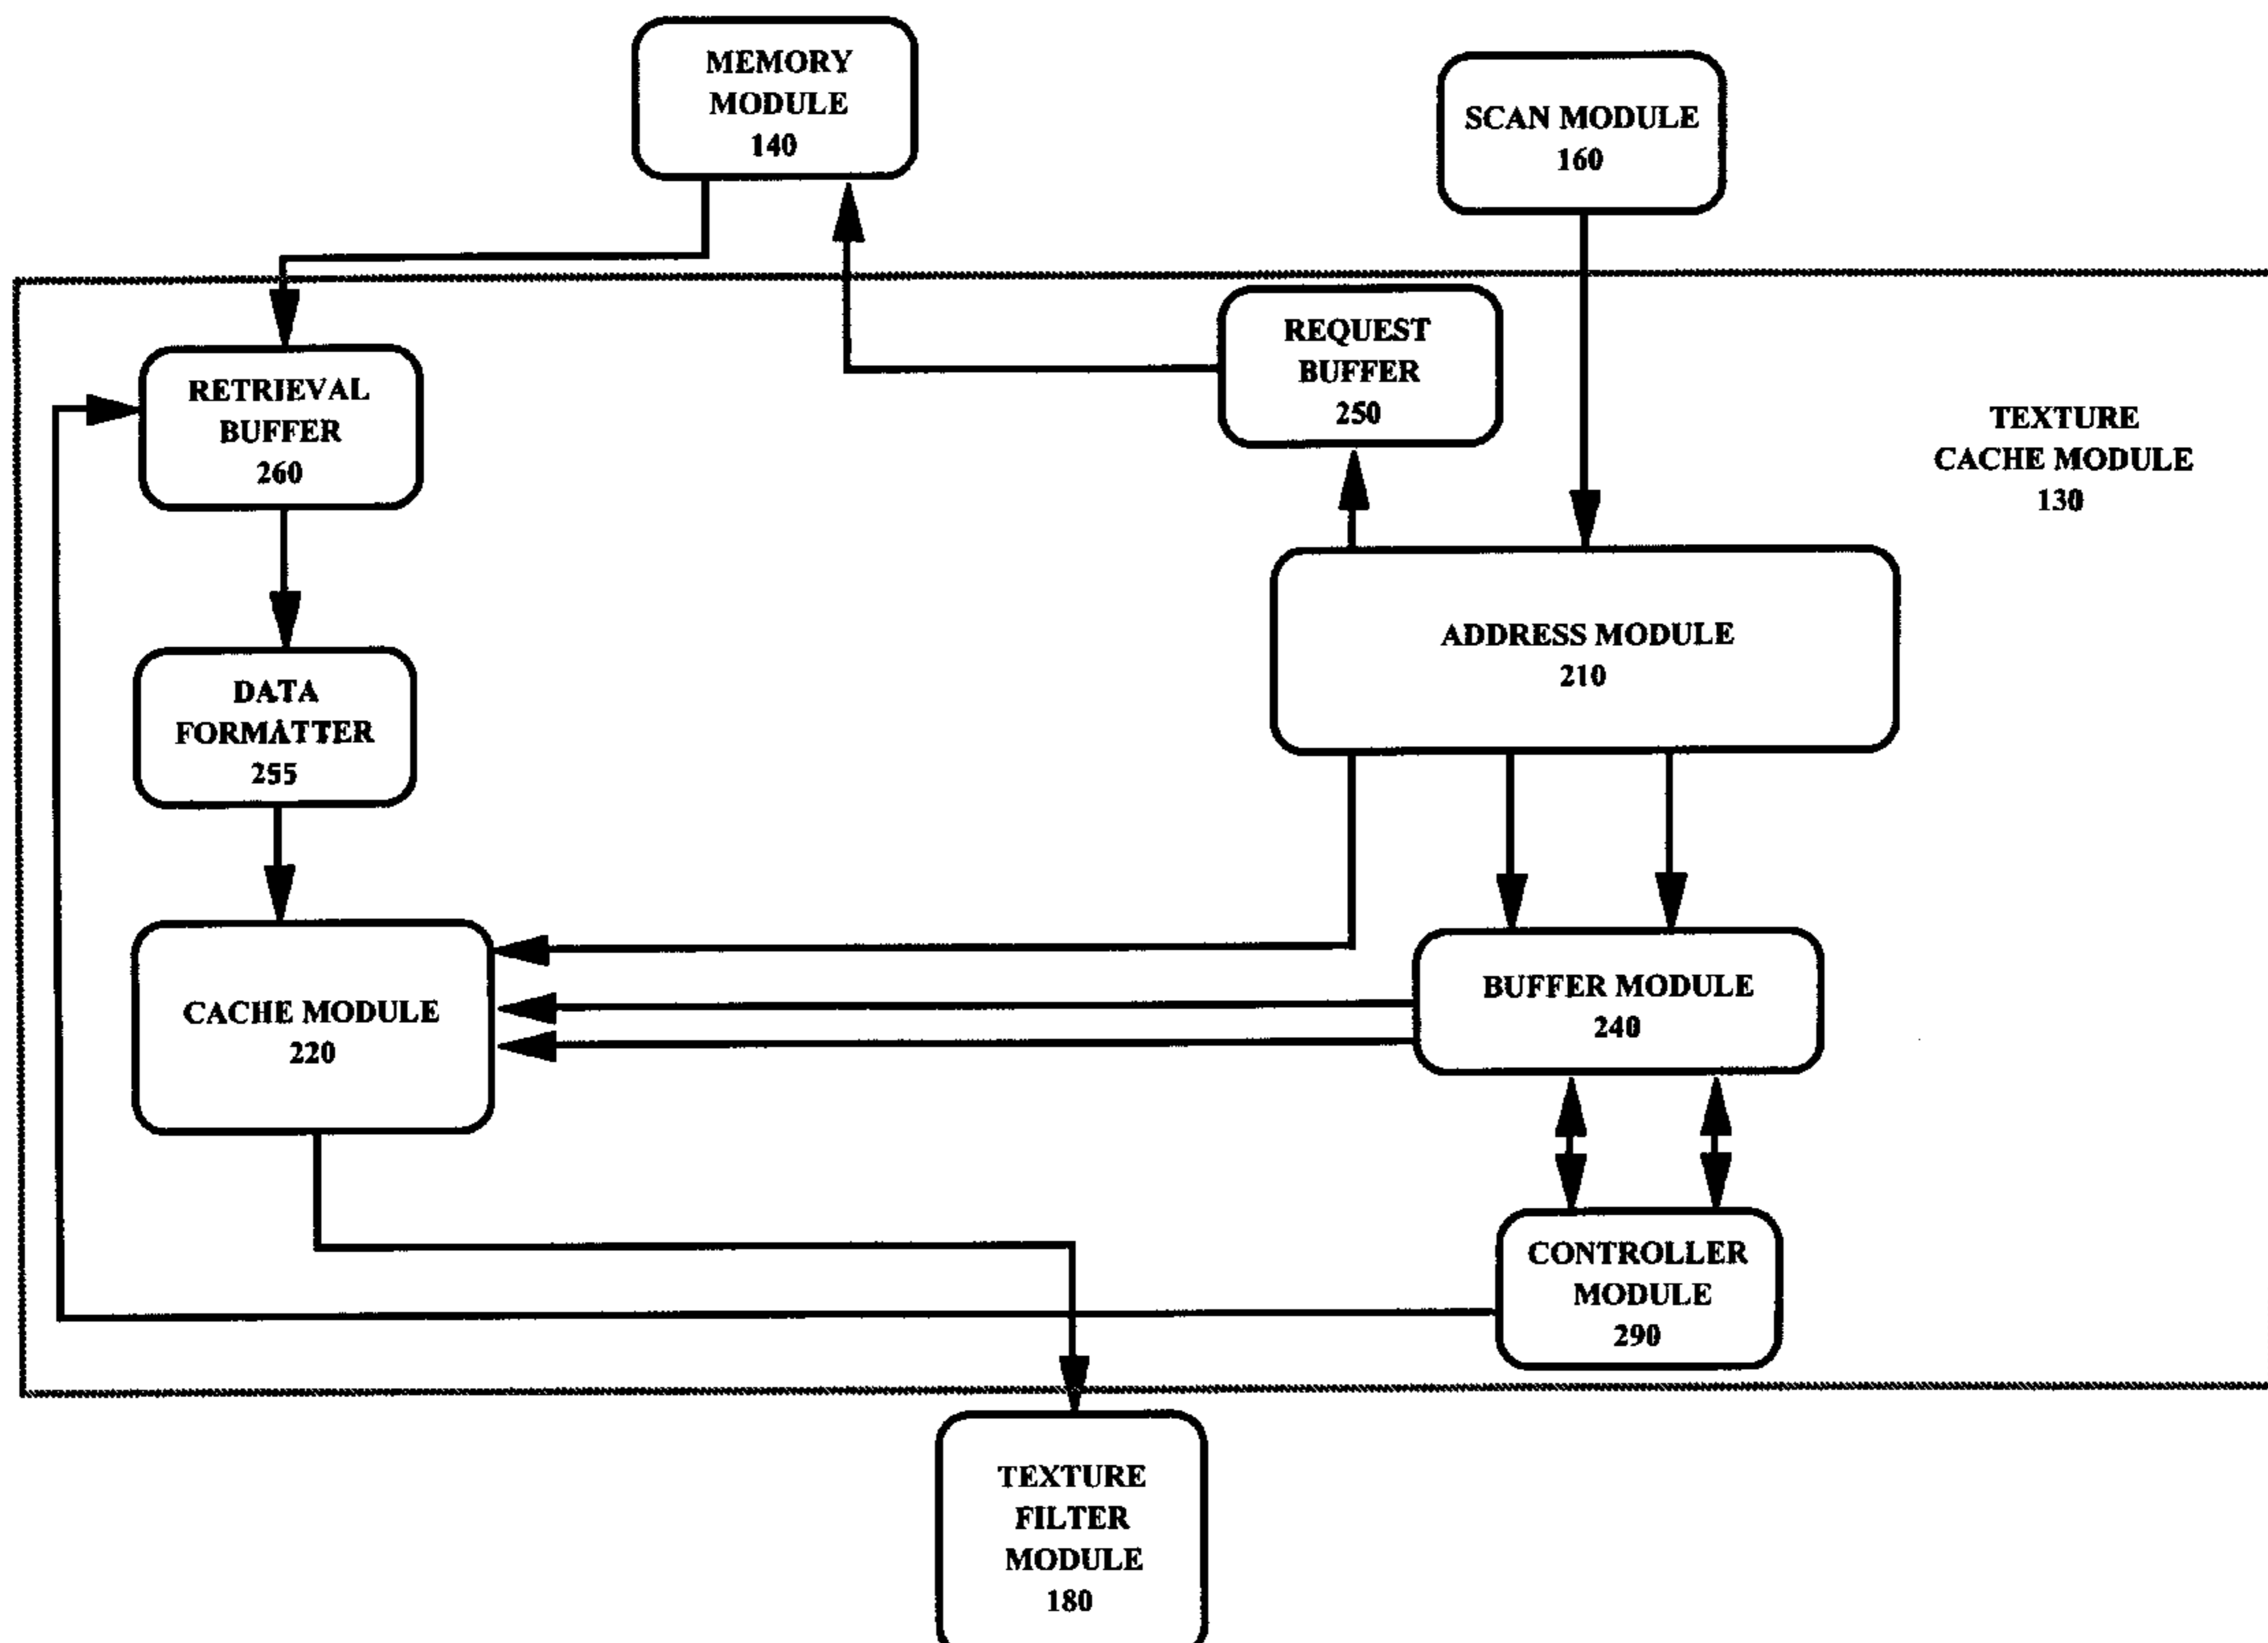 MEMORY
MODULE
140
SCAN MODULE
160
REQUEST
BUFFER
250
RETRIEVAL
BUFFER
260
TEXTURE
CACHE MODULE
130
ADDRESS MODULE
210
DATA
FORMATTER
255
CACHE MODULE
220
BUFFER MODULE
240
CONTROLLER
MODULE
290
TEXTURE
FILTER
MODULE
180